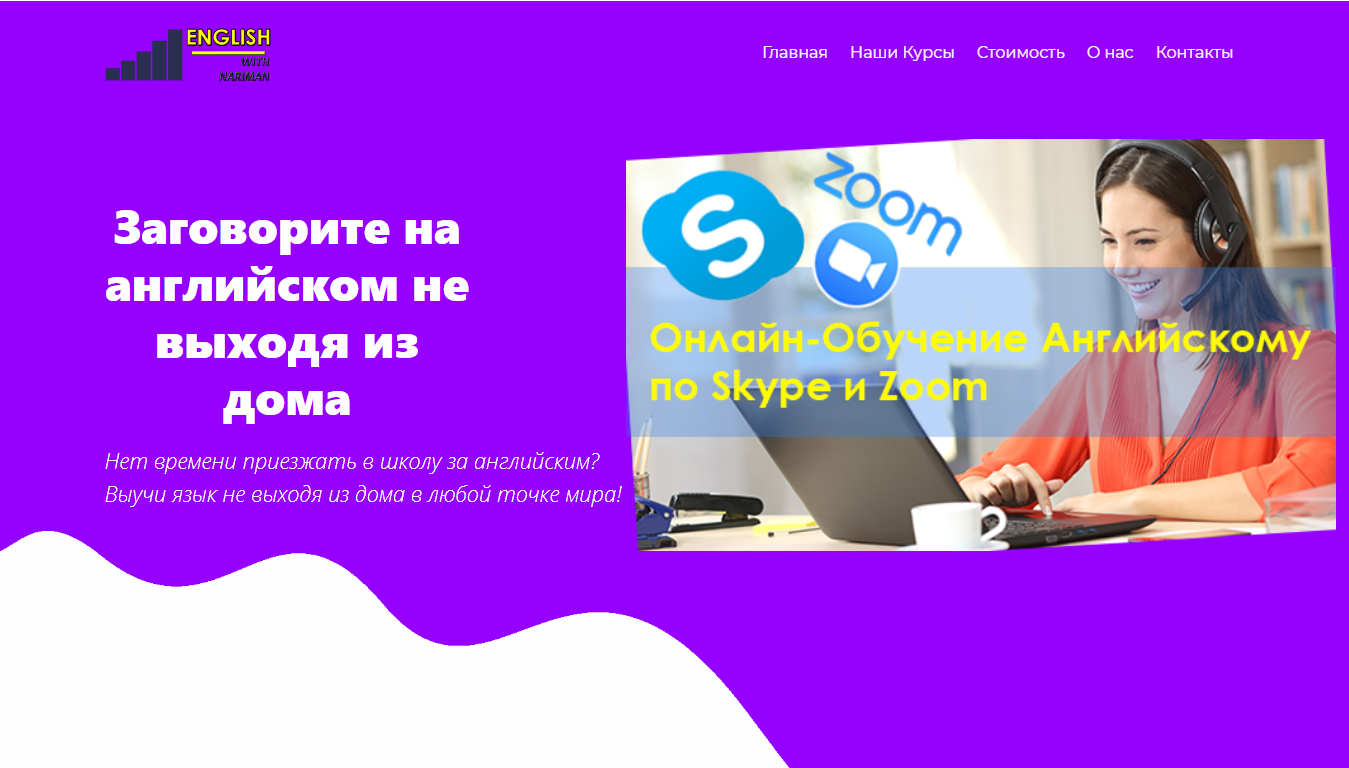 ENGLISH
WITH
NARIMAN
Главная Наши Курсы Стоимость О нас Контакты
Заговорите на
английском не
выходя из
дома
Нет времени приезжать в школу за английским?
Выучи язык не выходя из дома в любой точке мира!
S
zoom
Онлайн-Обучение Английскому
по Skype и Zoom